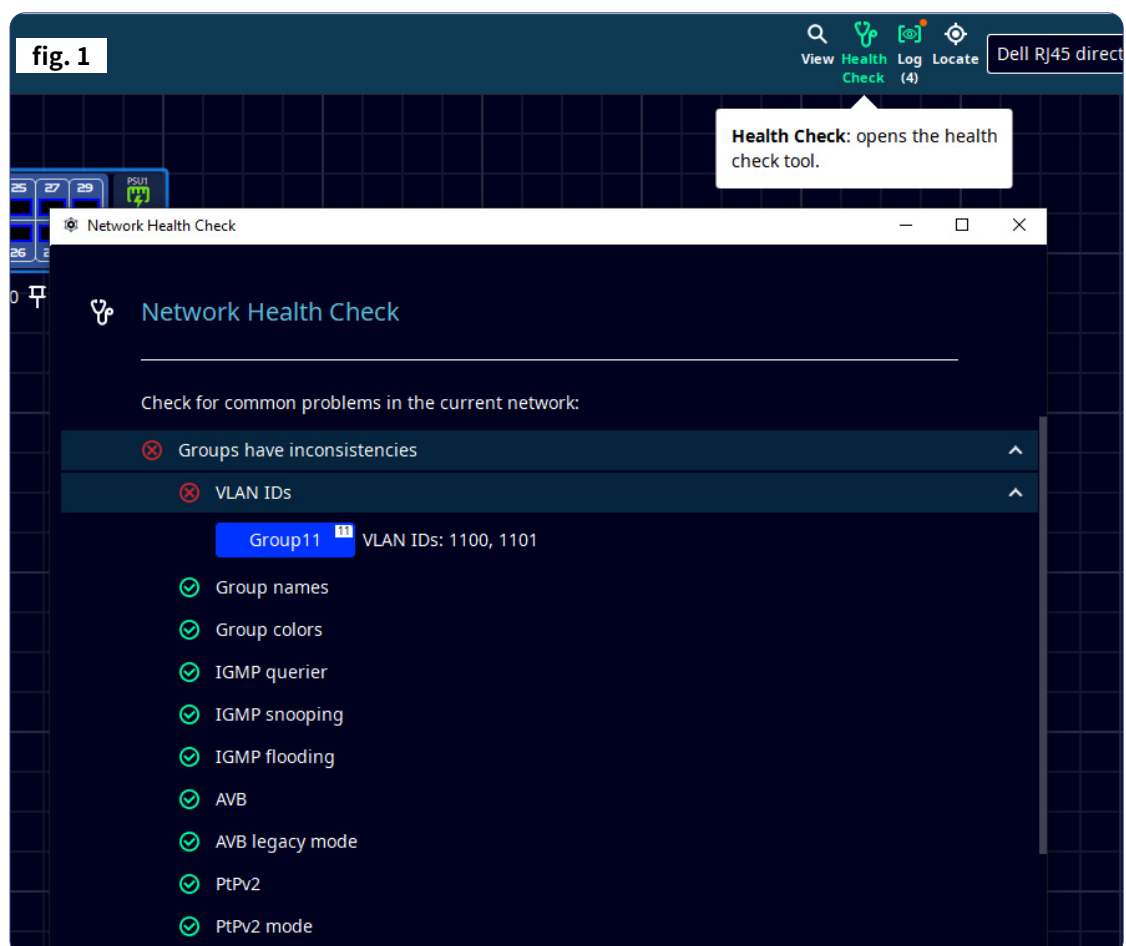 fig. 1
View
Health Check
Log (4)
Locate
Dell RJ45 direct
Health Check: opens the health
check tool.
25 27 29 PSU1
26
0
Network Health Check
Network Health Check
Check for common problems in the current network:
Groups have inconsistencies
VLAN IDs
Group11 11 VLAN IDs: 1100, 1101
Group names
Group colors
IGMP querier
IGMP snooping
IGMP flooding
AVB
AVB legacy mode
PtPv2
PtPv2 mode